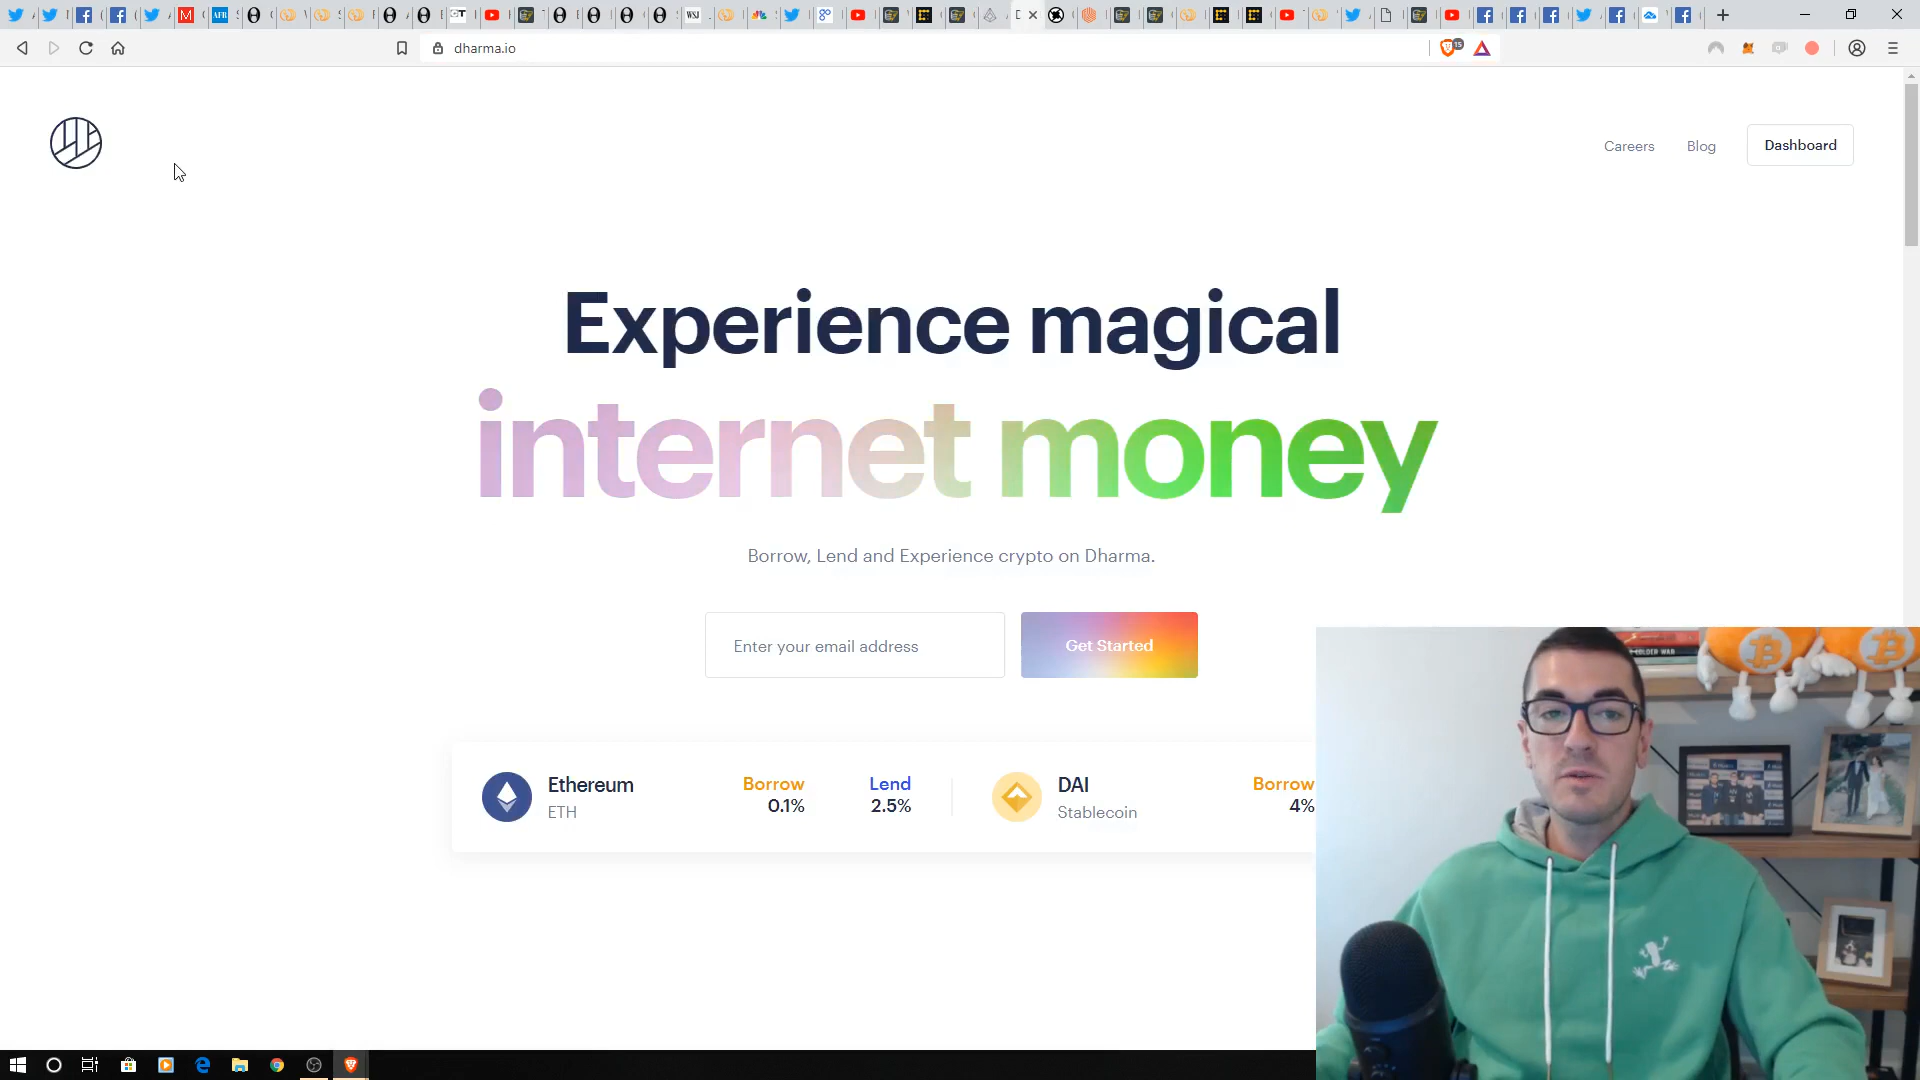 dharma.io
15
Careers
Blog
Dashboard
Experience magical
internet money
Borrow, Lend and Experience crypto on Dharma.
Enter your email address
Get Started
Ethereum
ETH
Borrow
0.1%
Lend
2.5%
DAI
Stablecoin
Borrow
4%